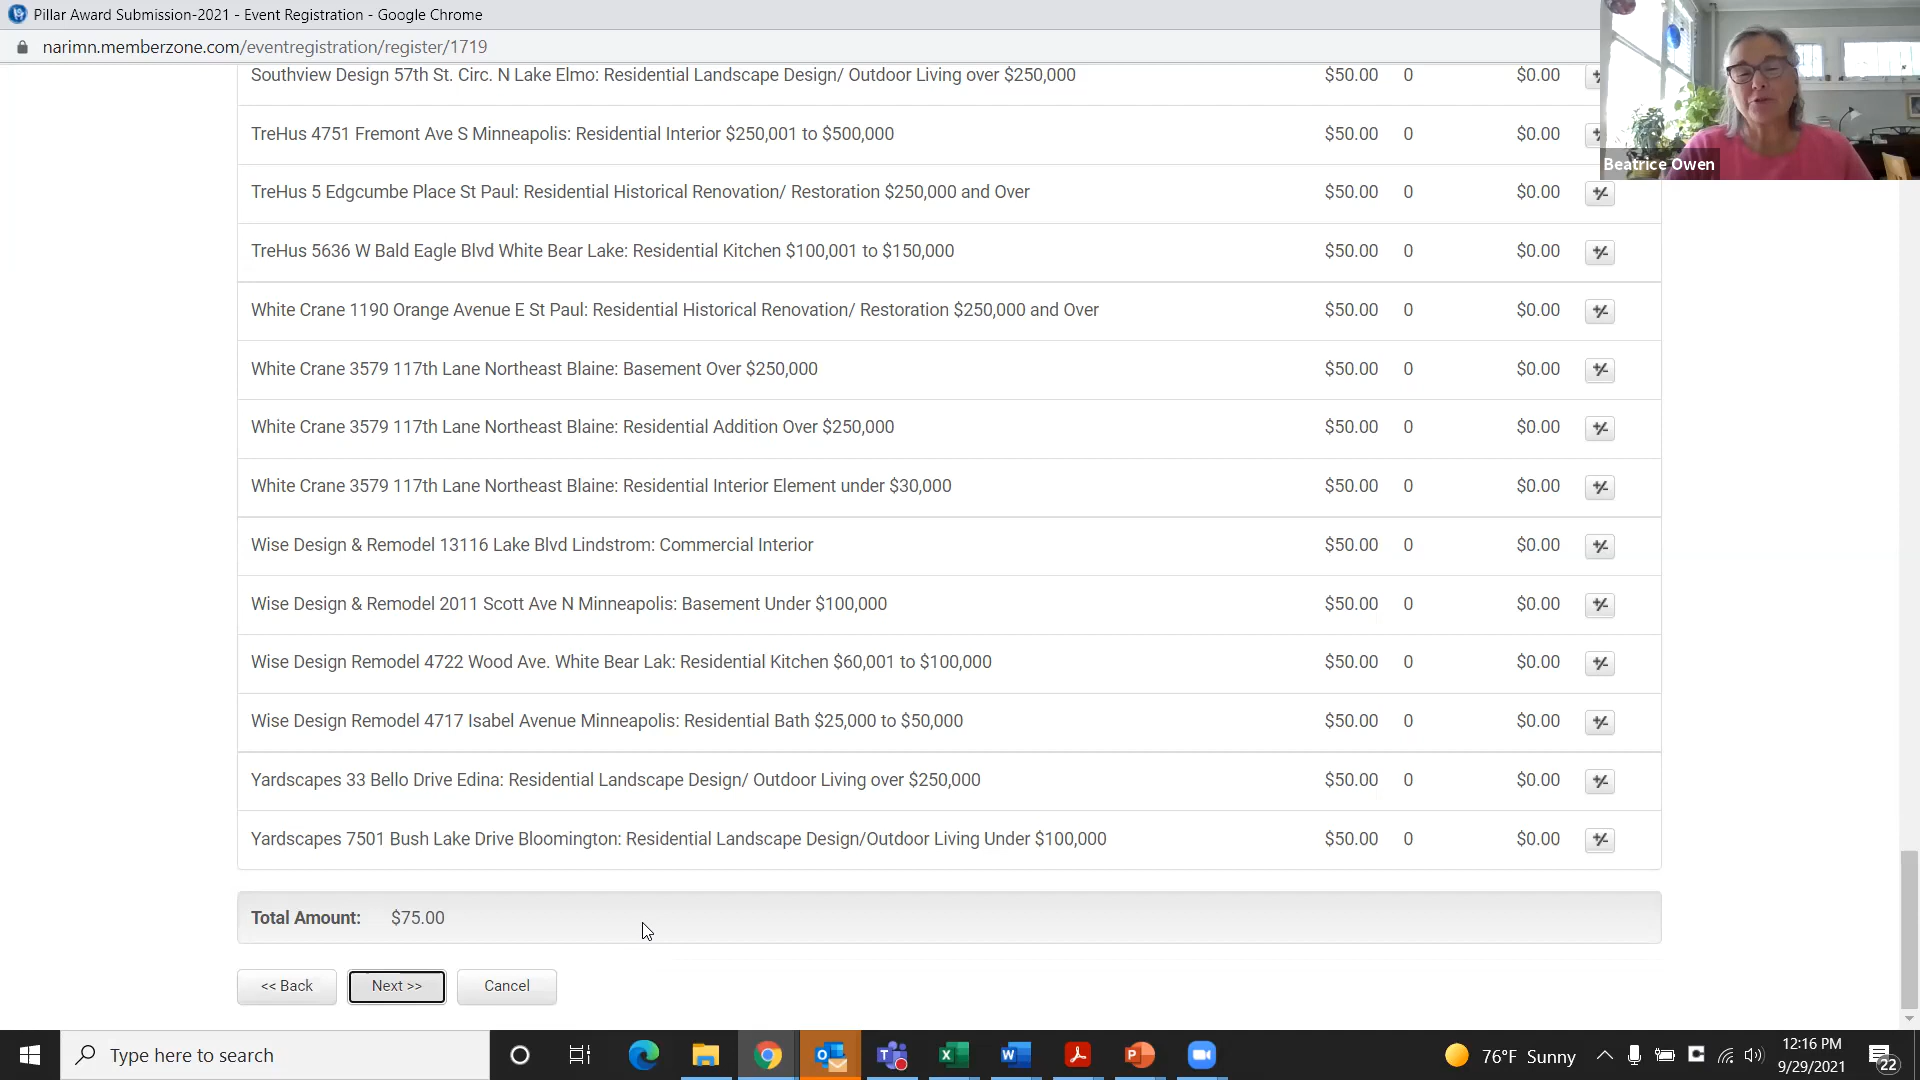 Pillar Award Submission-2021 - Event Registration - Google Chrome
narimn.memberzone.com/eventregistration/register/1719
Southview Design 57th St. Circ. N Lake Elmo: Residential Landscape Design/ Outdoor Living over $250,000 $50.00 0 $0.00
TreHus 4751 Fremont Ave S Minneapolis: Residential Interior $250,001 to $500,000 $50.00 0 $0.00
Beatrice Owen
TreHus 5 Edgcumbe Place St Paul: Residential Historical Renovation/ Restoration $250,000 and Over $50.00 0 $0.00 +/-
TreHus 5636 W Bald Eagle Blvd White Bear Lake: Residential Kitchen $100,001 to $150,000 $50.00 0 $0.00 +/-
White Crane 1190 Orange Avenue E St Paul: Residential Historical Renovation/ Restoration $250,000 and Over $50.00 0 $0.00 +/-
White Crane 3579 117th Lane Northeast Blaine: Basement Over $250,000 $50.00 0 $0.00 +/-
White Crane 3579 117th Lane Northeast Blaine: Residential Addition Over $250,000 $50.00 0 $0.00 +/-
White Crane 3579 117th Lane Northeast Blaine: Residential Interior Element under $30,000 $50.00 0 $0.00 +/-
Wise Design & Remodel 13116 Lake Blvd Lindstrom: Commercial Interior $50.00 0 $0.00 +/-
Wise Design & Remodel 2011 Scott Ave N Minneapolis: Basement Under $100,000 $50.00 0 $0.00 +/-
Wise Design Remodel 4722 Wood Ave. White Bear Lak: Residential Kitchen $60,001 to $100,000 $50.00 0 $0.00 +/-
Wise Design Remodel 4717 Isabel Avenue Minneapolis: Residential Bath $25,000 to $50,000 $50.00 0 $0.00 +/-
Yardscapes 33 Bello Drive Edina: Residential Landscape Design/ Outdoor Living over $250,000 $50.00 0 $0.00 +/-
Yardscapes 7501 Bush Lake Drive Bloomington: Residential Landscape Design/Outdoor Living Under $100,000 $50.00 0 $0.00 +/-
Total Amount: $75.00
<< Back Next >> Cancel
Type here to search
76°F Sunny
12:16 PM
9/29/2021
22